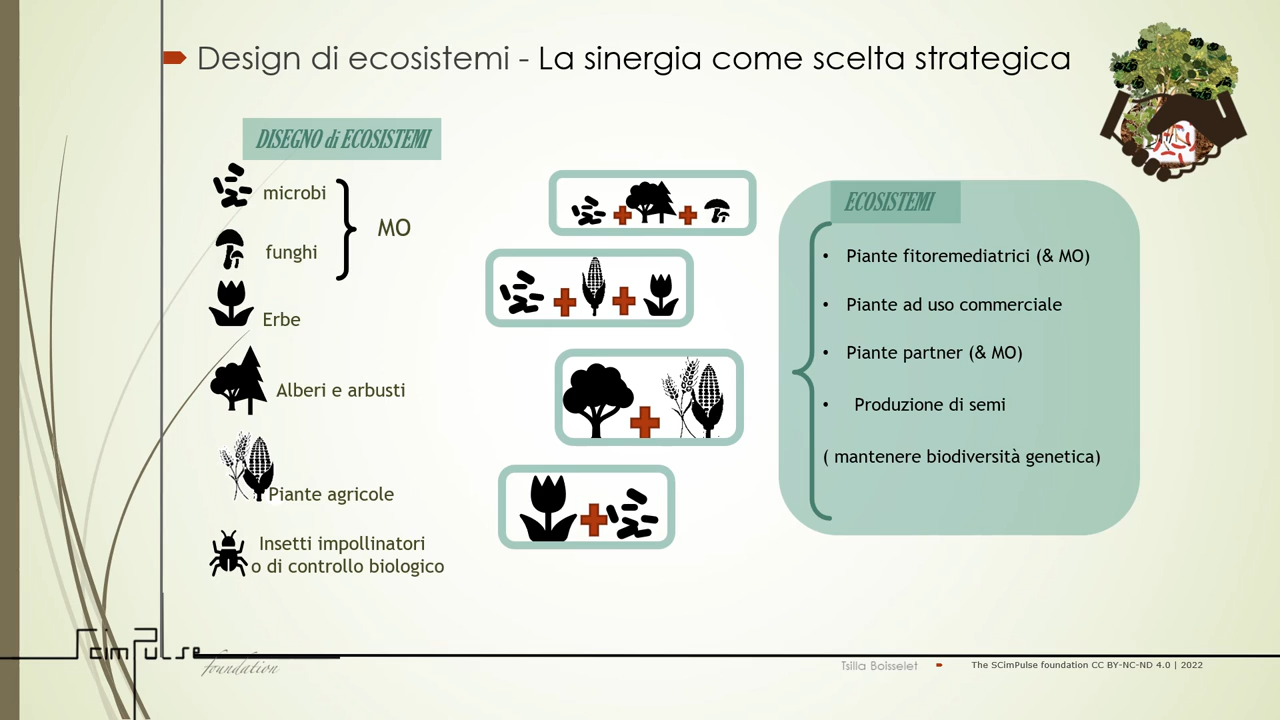 Design di ecosistemi - La sinergia come scelta strategica
DISEGNO di ECOSISTEMI
microbi
funghi
MO
Erbe
Alberi e arbusti
Piante agricole
Insetti impollinatori
o di controllo biologico
ECOSISTEMI
• Piante fitoremediatrici (& MO)
• Piante ad uso commerciale
• Piante partner (& MO)
• Produzione di semi
( mantenere biodiversità genetica)
scimPulse
foundation
Tsilla Boisselet
The SCimPulse foundation CC BY-NC-ND 4.0 | 2022